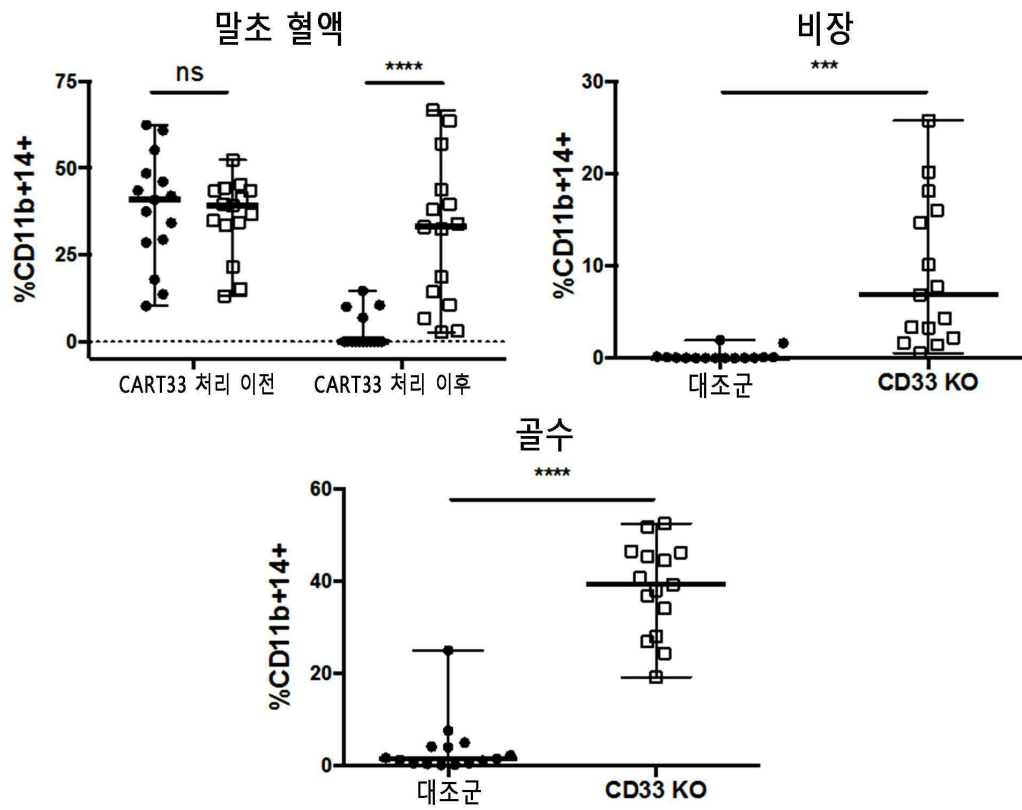 말초 혈액
ns
****
%CD11b+14+
75
50
25
0
CART33 처리 이전
CART33 처리 이후
비장
***
%CD11b+14+
30
20
10
0
대조군
CD33 KO
골수
****
%CD11b+14+
60
40
20
0
대조군
CD33 KO